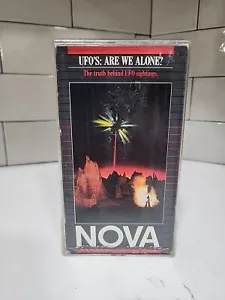 UFO'S: ARE WE ALONE?
The truth behind UFO sightings.
NOVA